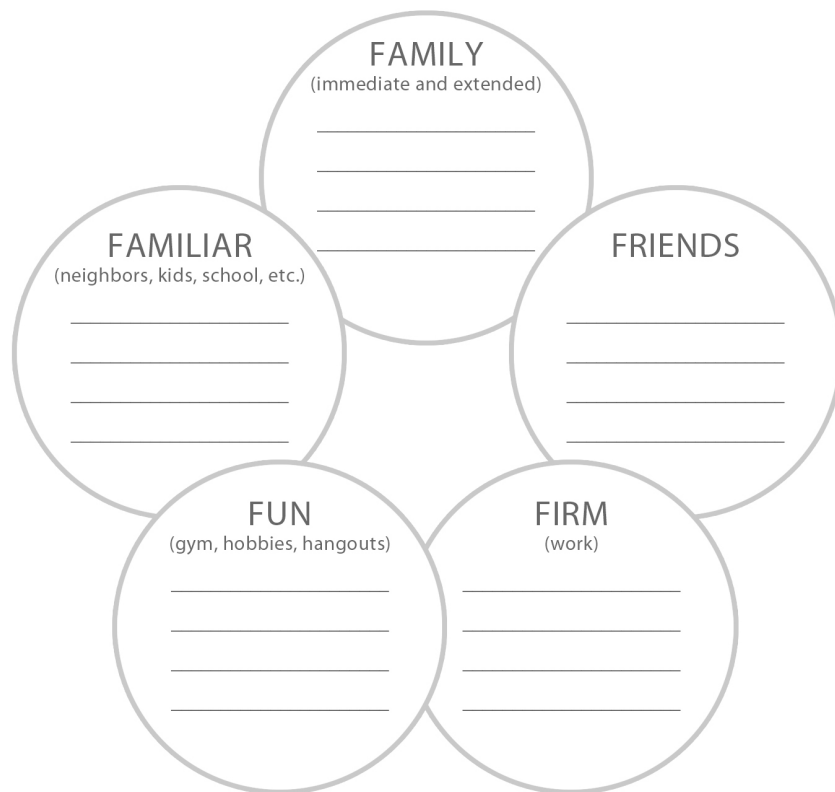 FAMILY
(immediate and extended)
FAMILIAR
(neighbors, kids, school, etc.)
FRIENDS
FUN
(gym, hobbies, hangouts)
FIRM
(work)